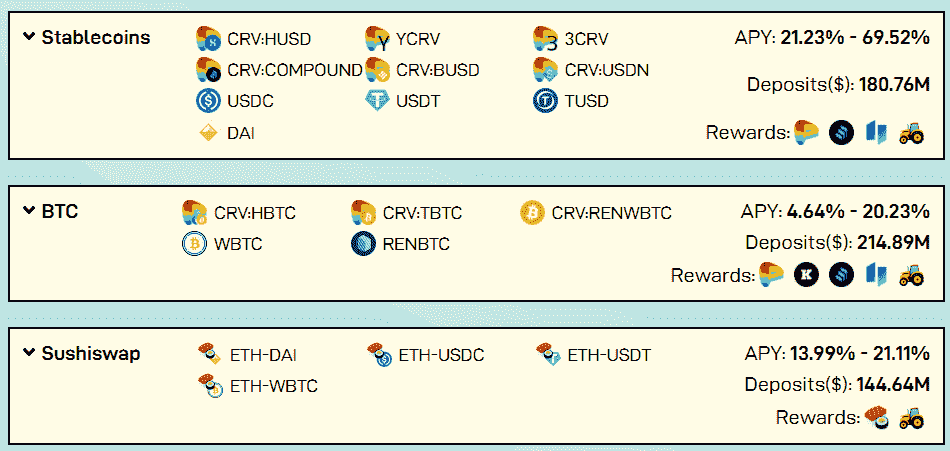 Stablecoins CRV:HUSD YCRV 3CRV APY: 21.23% - 69.52%
CRV:COMPOUND CRV:BUSD CRV:USDN
Deposits($): 180.76M
USDC USDT TUSD
DAI Rewards:
BTC CRV:HBTC CRV:TBTC CRV:RENWBTC APY: 4.64% - 20.23%
WBTC RENBTC Deposits($): 214.89M
Rewards:
Sushiswap ETH-DAI ETH-USDC ETH-USDT APY: 13.99% - 21.11%
ETH-WBTC Deposits($): 144.64M
Rewards: